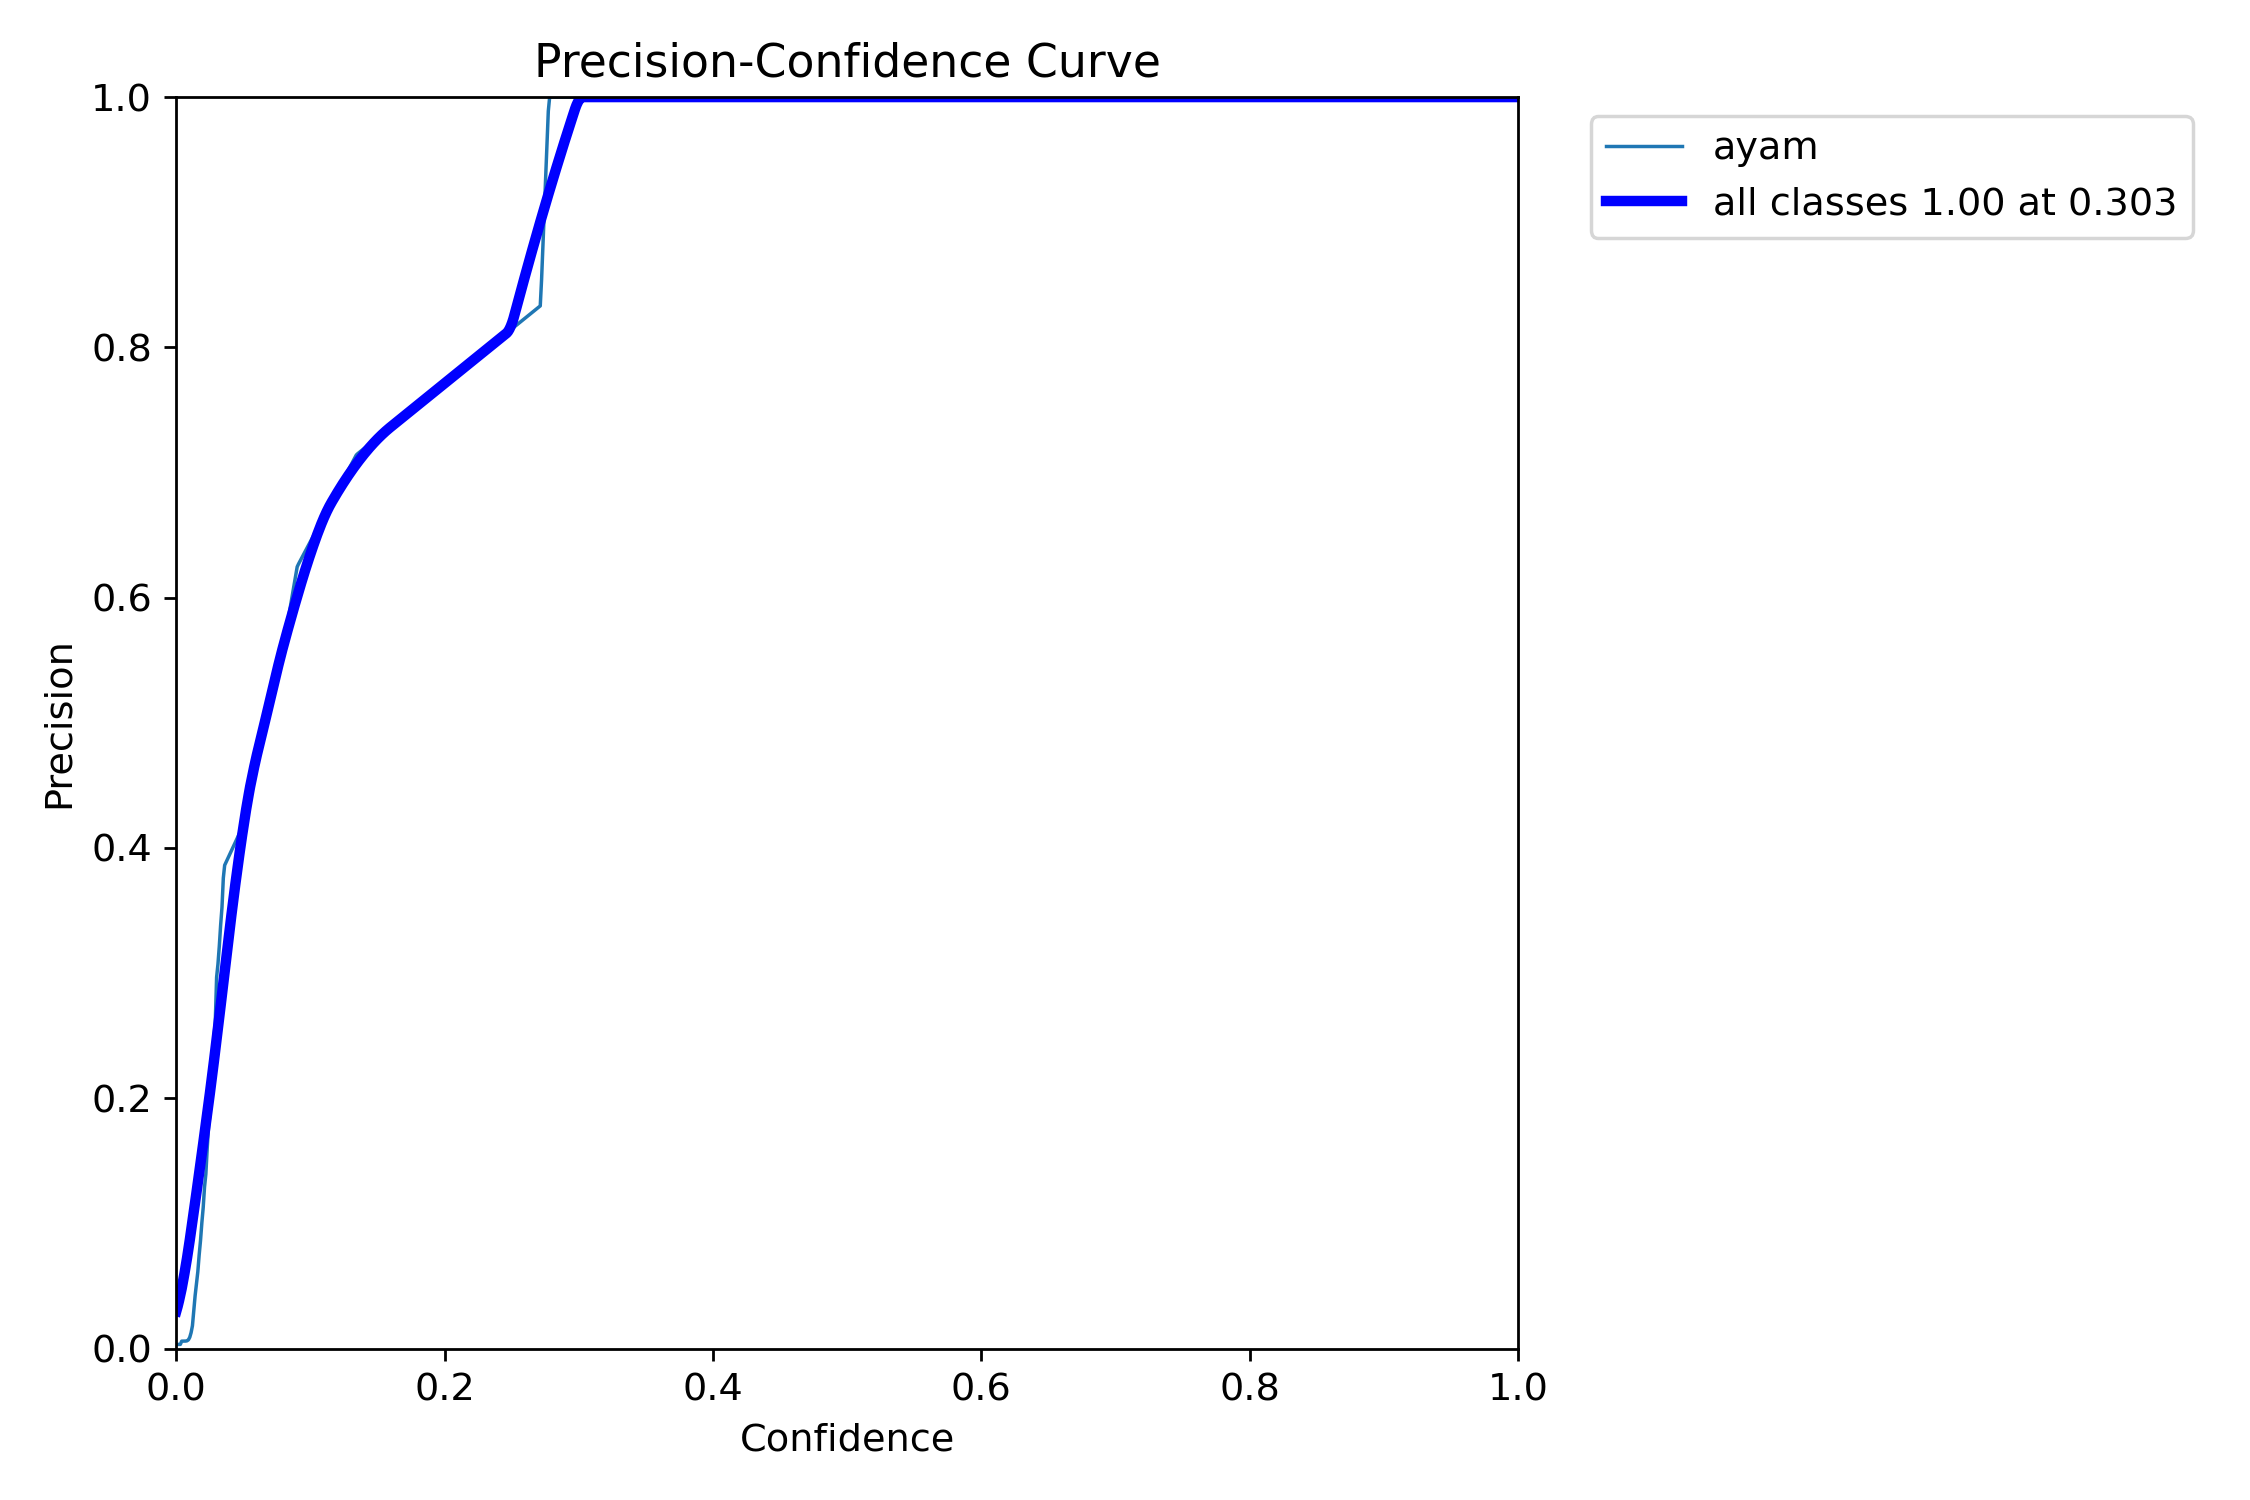 Precision-Confidence Curve
1.0
0.8
0.6
0.4
0.2
0.0
Precision
0.0 0.2 0.4 0.6 0.8 1.0
Confidence
ayam
all classes 1.00 at 0.303